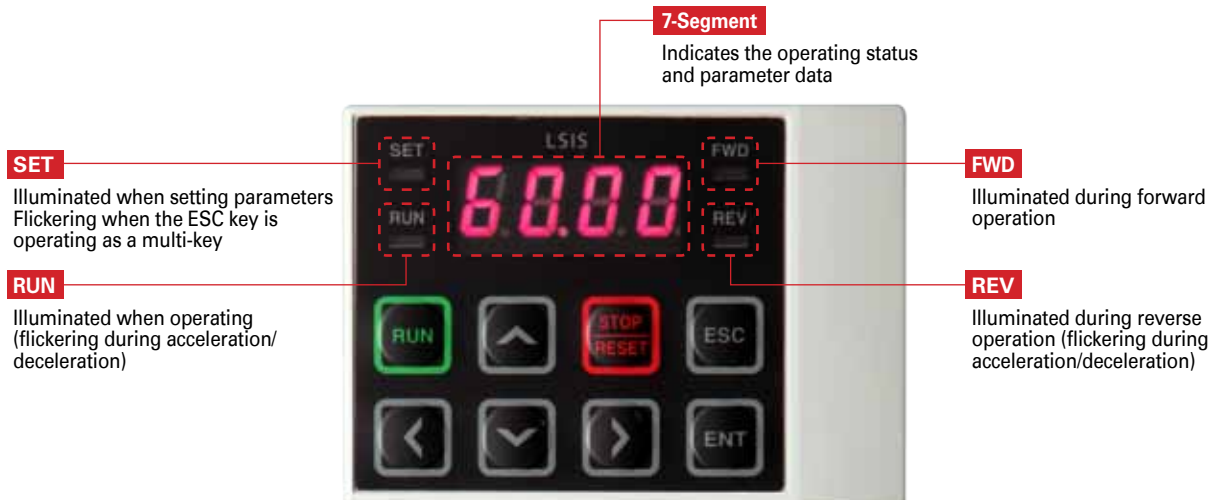 7-Segment
Indicates the operating status
and parameter data
LSIS
SET
FWD
60.00
RUN
REV
SET
Illuminated when setting parameters
Flickering when the ESC key is
operating as a multi-key
FWD
Illuminated during forward
operation
RUN
Illuminated when operating
(flickering during acceleration/
deceleration)
REV
Illuminated during reverse
operation (flickering during
acceleration/deceleration)
RUN
STOP
RESET
ESC
ENT